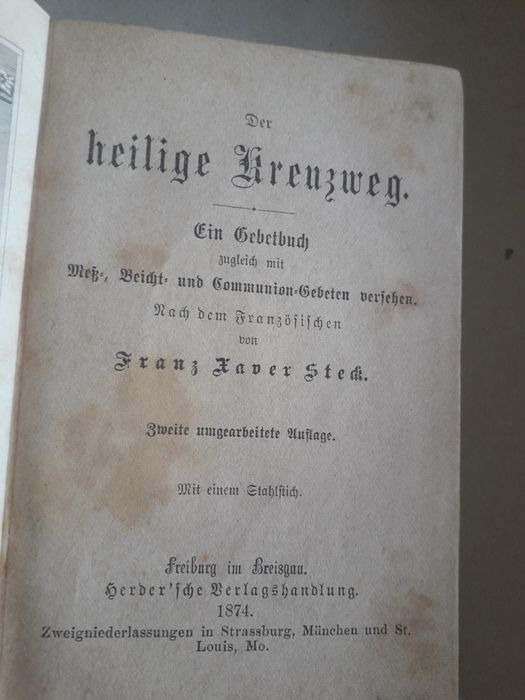 Der
heilige Kreuzweg.
Ein Gebetbuch
zugleich mit
Meß-, Beicht- und Communion-Gebeten versehen.
Nach dem Französischen
von
Franz Xaver Steck.
Zweite umgearbeitete Auflage.
Mit einem Stahlstich.
Freiburg im Breisgau.
Herder'sche Verlagshandlung.
1874.
Zweigniederlassungen in Strassburg, München und St.
Louis, Mo.